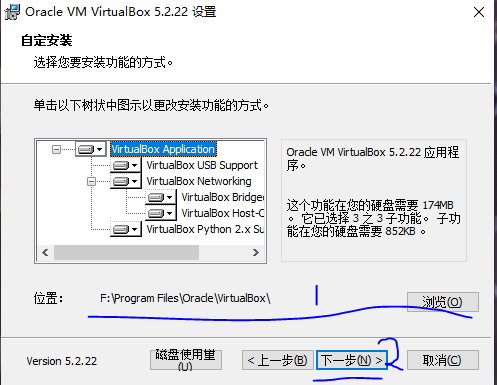 Oracle VM VirtualBox 5.2.22 设置
自定安装
选择您要安装功能的方式。
单击以下树状中图示以更改安装功能的方式。
VirtualBox Application
VirtualBox USB Support
VirtualBox Networking
VirtualBox Bridged
VirtualBox Host-O
VirtualBox Python 2.x Su
Oracle VM VirtualBox 5.2.22 应用程
序。
这个功能在您的硬盘需要 174MB
。 它已选择 3 之 3 子功能。 子功
能在您的硬盘需要 852KB 。
1
位置: F:\Program Files\Oracle\VirtualBox\ 浏览(O)
2
Version 5.2.22 磁盘使用量(U) < 上一步(B) 下一步(N) > 取消(C)